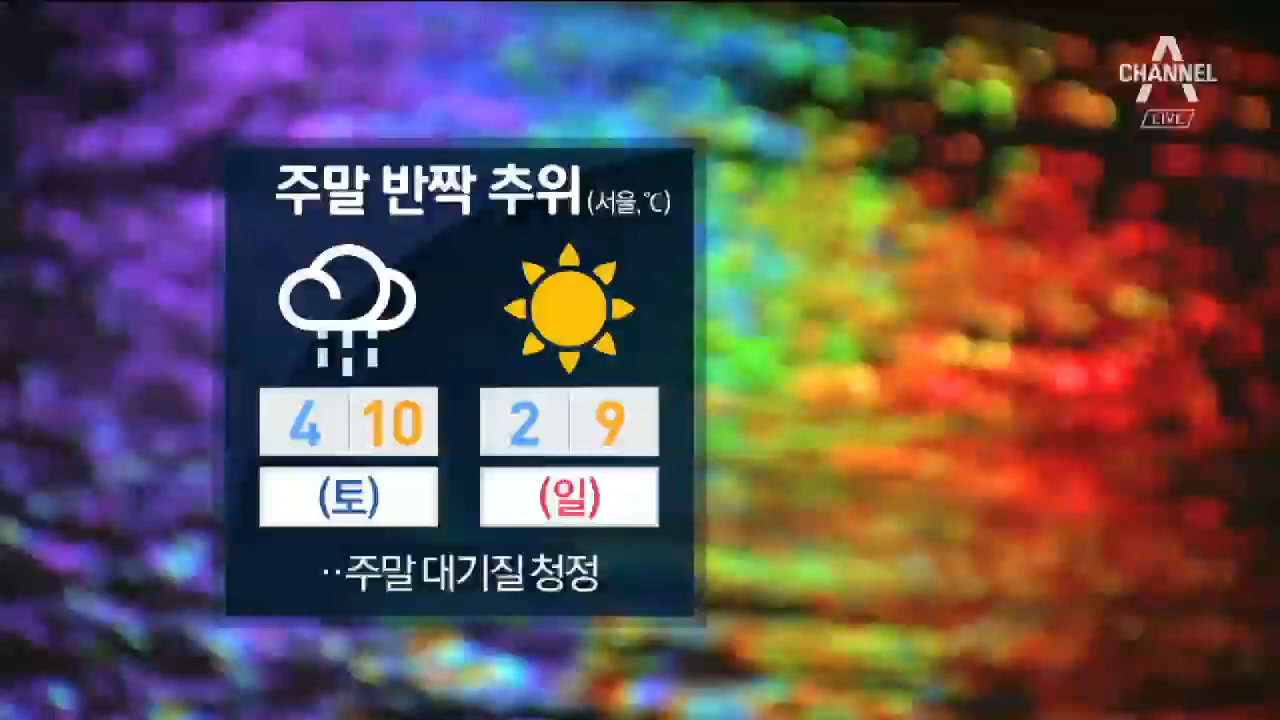 CHANNEL A
LIVE
주말 반짝 추위 (서울, ℃)
4 10 2 9
(토) (일)
··주말 대기질 청정